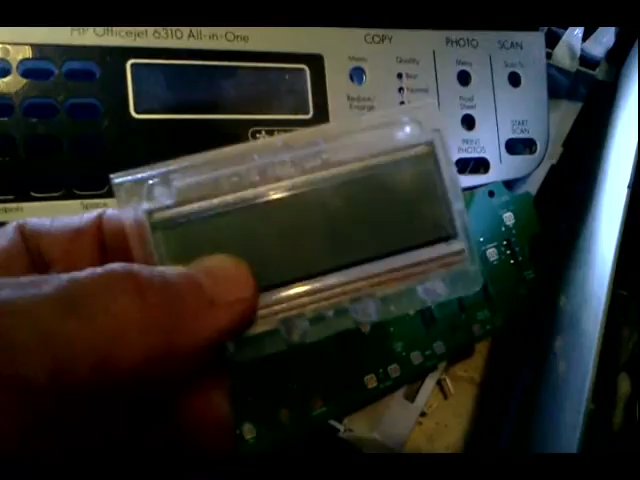 HP Officejet 6310 All-in-One
COPY
PHOTO
SCAN
Menu
Quality
Best
Normal
Reduce/
Enlarge
Menu
Proof
Sheet
PRINT
PHOTOS
Scan To
START
SCAN
Space